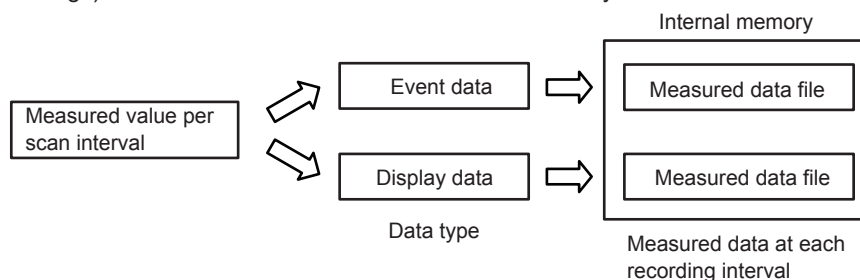 Internal memory
Event data
Measured data file
Measured value per
scan interval
Display data
Measured data file
Data type
Measured data at each
recording interval